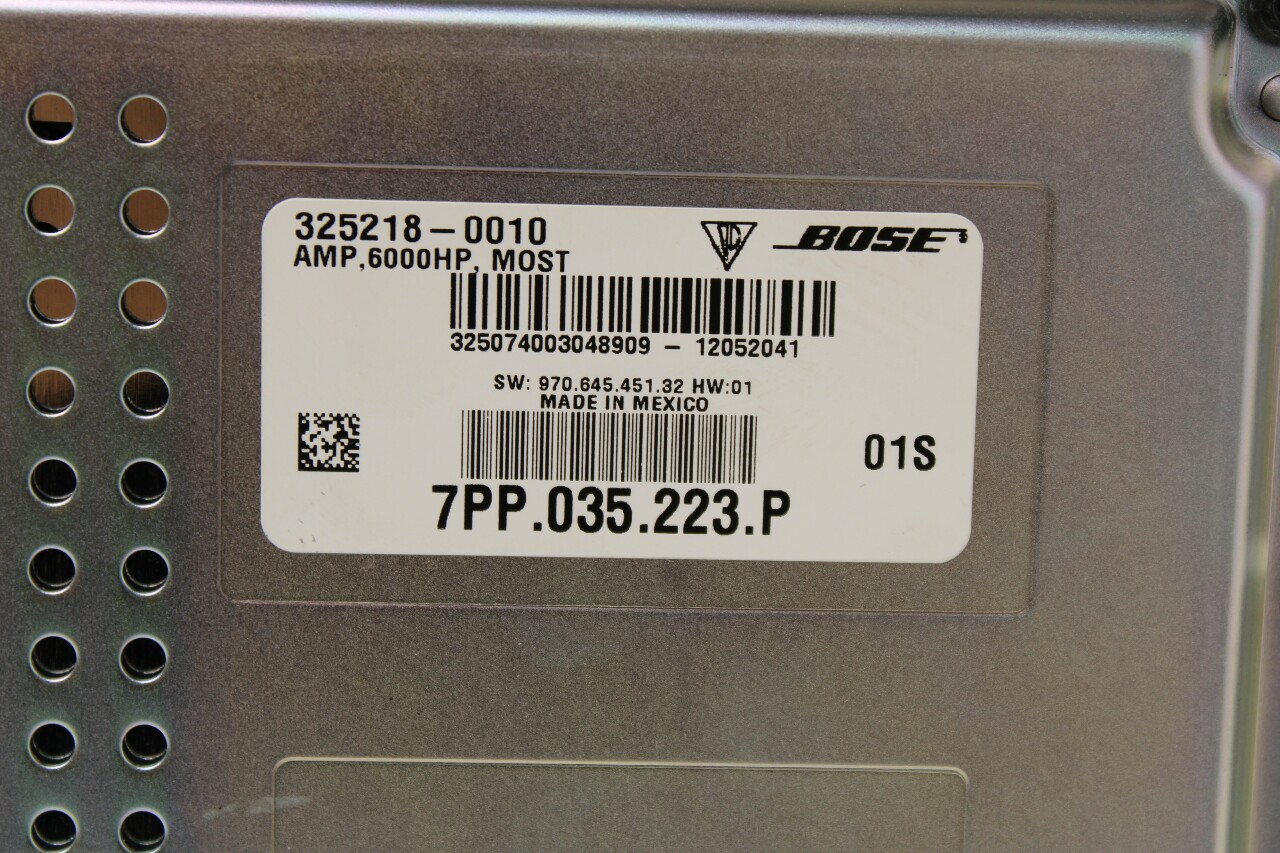 325218-0010
AMP,6000HP, MOST
BOSE
325074003048909 - 12052041
SW: 970.645.451.32 HW:01
MADE IN MEXICO
01S
7PP.035.223.P